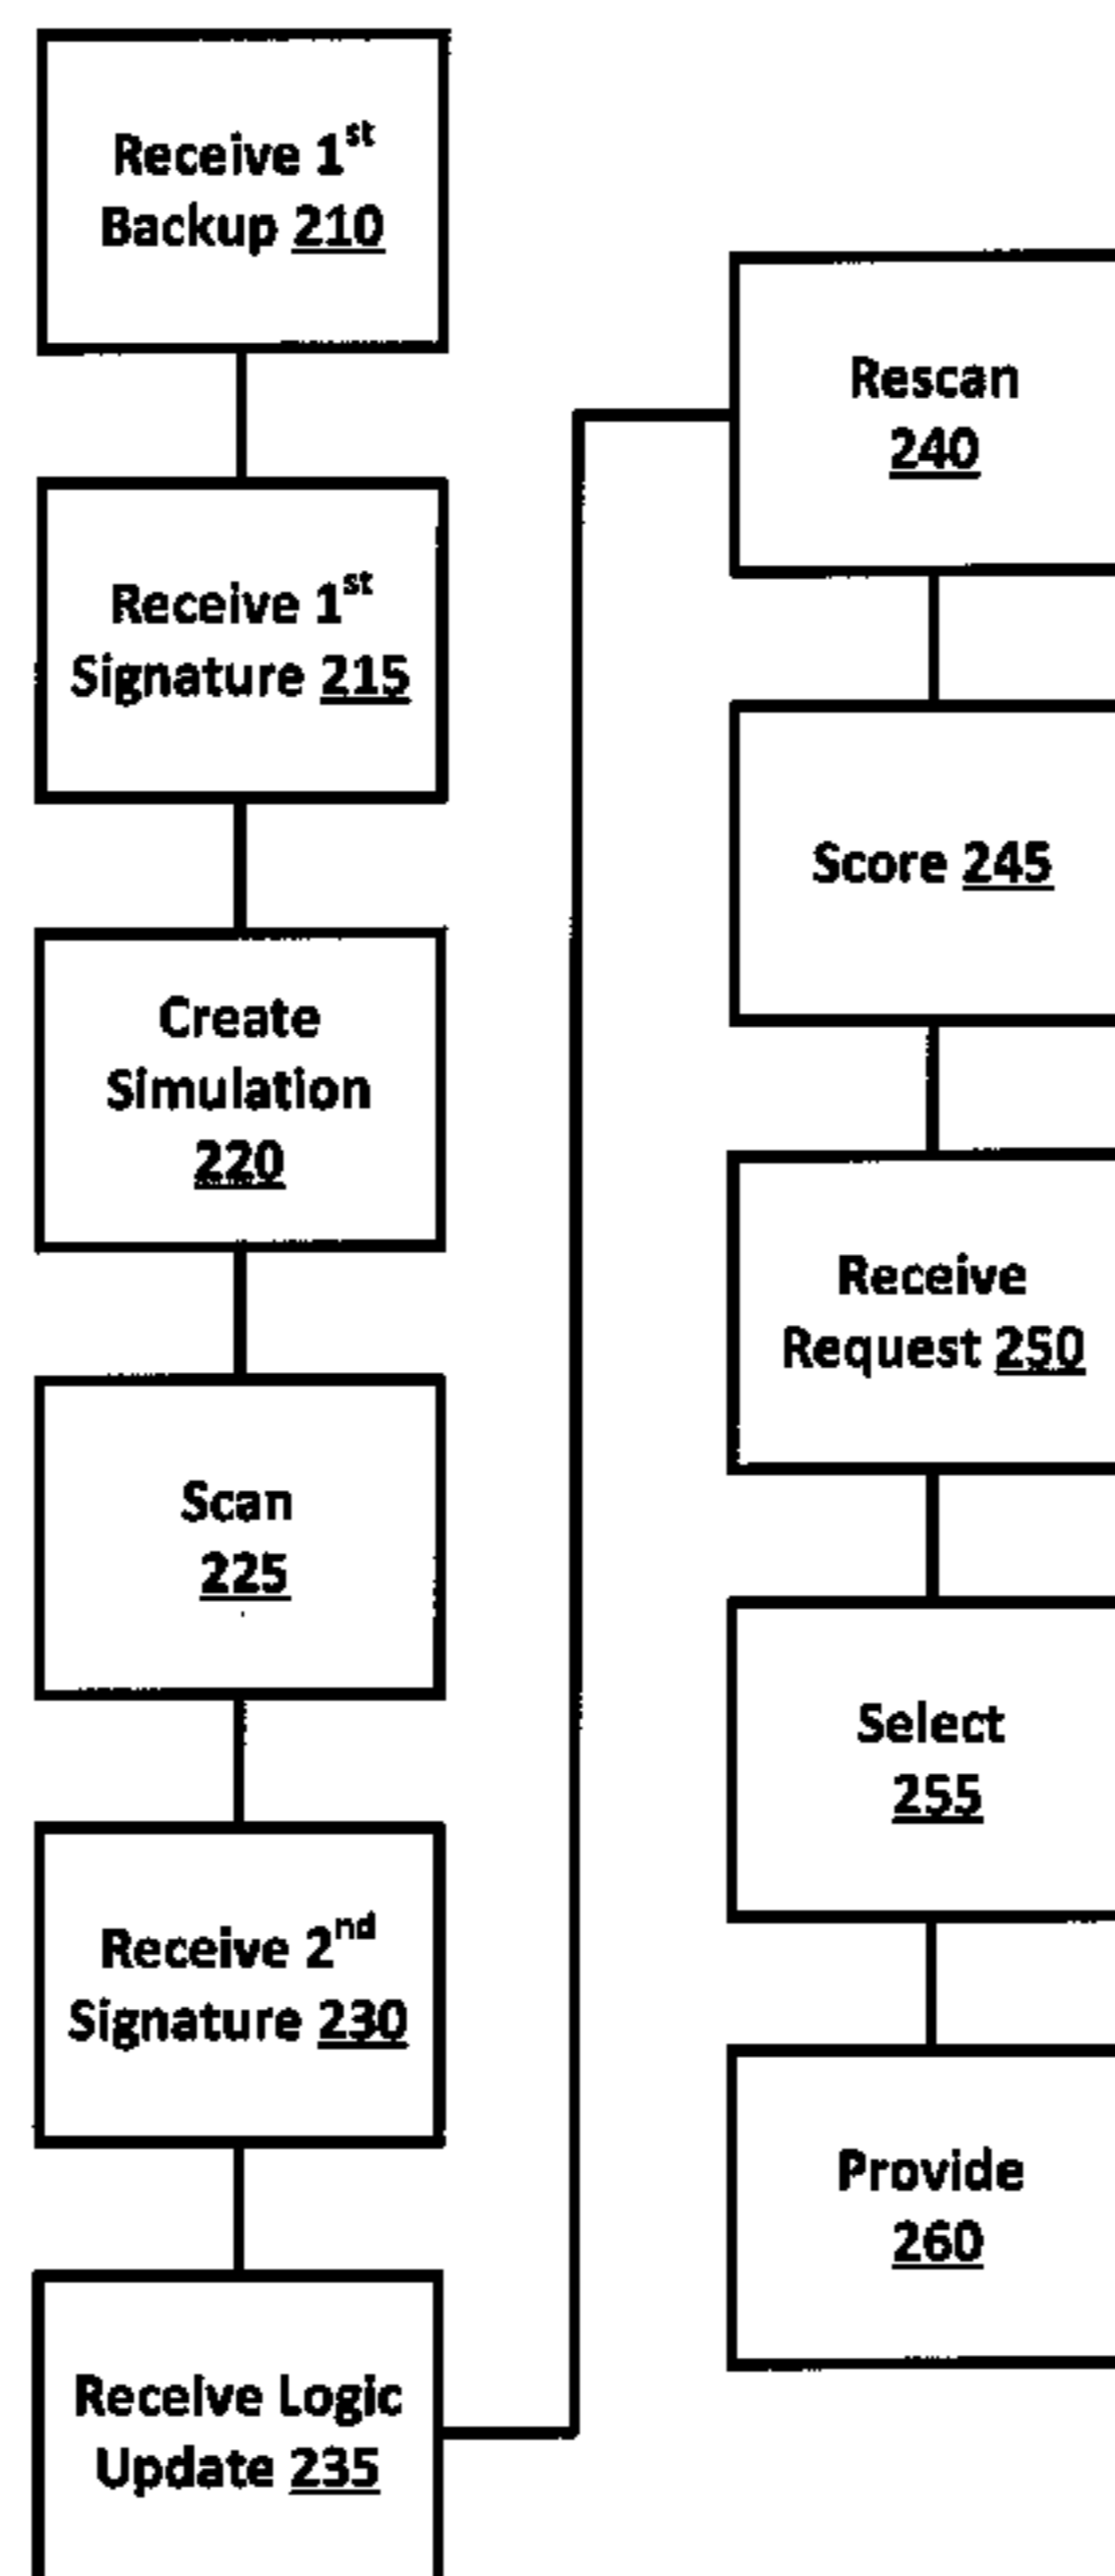 Receive 1st
Backup 210
Receive 1st
Signature 215
Create
Simulation
220
Scan
225
Receive 2nd
Signature 230
Receive Logic
Update 235
Rescan
240
Score 245
Receive
Request 250
Select
255
Provide
260